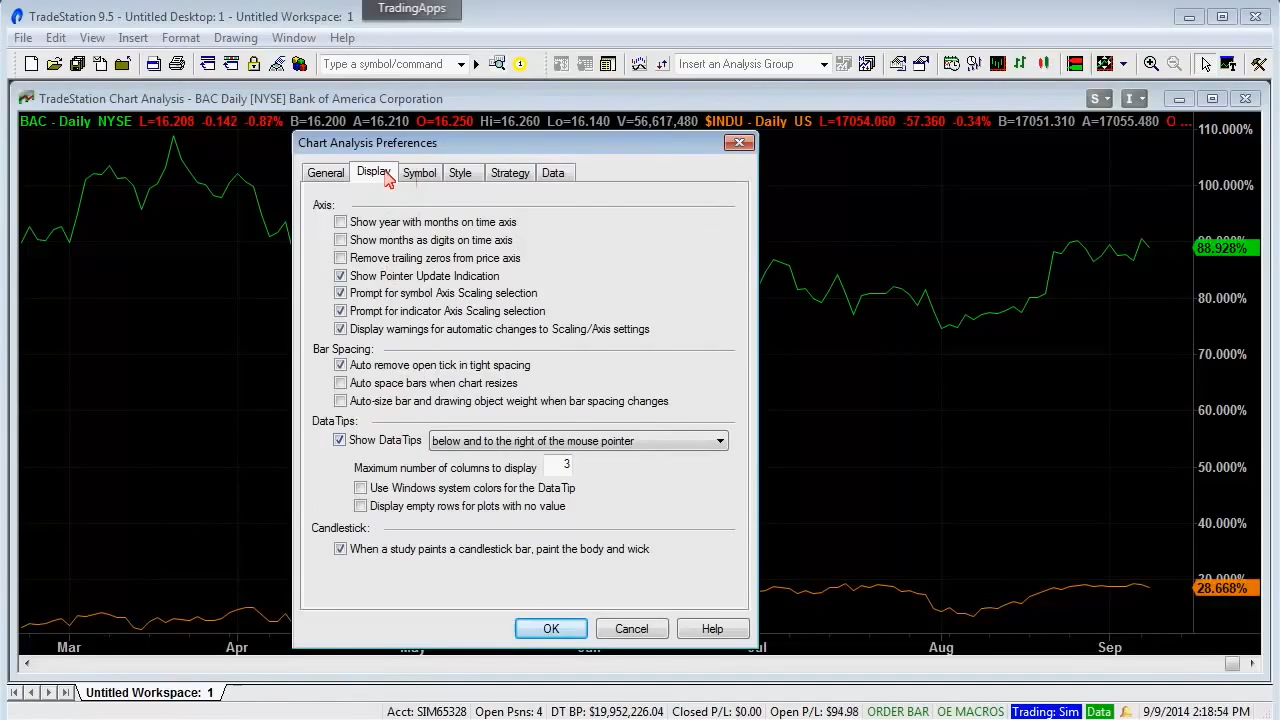 TradeStation 9.5 - Untitled Desktop: 1 - Untitled Workspace: 1
TradingApps
File Edit View Insert Format Drawing Window Help
Type a symbol/command
Insert an Analysis Group
TradeStation Chart Analysis - BAC Daily [NYSE] Bank of America Corporation
S I
BAC - Daily NYSE L=16.208 -0.142 -0.87% B=16.200 A=16.210 O=16.250 Hi=16.260 Lo=16.140 V=56,617,480 $INDU - Daily US L=17054.060 -57.360 -0.34% B=17051.310 A=17055.480 O ...
Chart Analysis Preferences
General Display Symbol Style Strategy Data
Axis:
Show year with months on time axis
Show months as digits on time axis
Remove trailing zeros from price axis
Show Pointer Update Indication
Prompt for symbol Axis Scaling selection
Prompt for indicator Axis Scaling selection
Display warnings for automatic changes to Scaling/Axis settings
Bar Spacing:
Auto remove open tick in tight spacing
Auto space bars when chart resizes
Auto-size bar and drawing object weight when bar spacing changes
DataTips:
Show DataTips below and to the right of the mouse pointer
Maximum number of columns to display 3
Use Windows system colors for the DataTip
Display empty rows for plots with no value
Candlestick:
When a study paints a candlestick bar, paint the body and wick
OK Cancel Help
110.000%
100.000%
88.928%
80.000%
70.000%
60.000%
50.000%
40.000%
28.668%
Mar Apr Aug Sep
Untitled Workspace: 1
Acct: SIM65328 Open Psns: 4 DT BP: $19,952,226.04 Closed P/L: $0.00 Open P/L: $94.98 ORDER BAR OE MACROS Trading: Sim Data 9/9/2014 2:18:54 PM